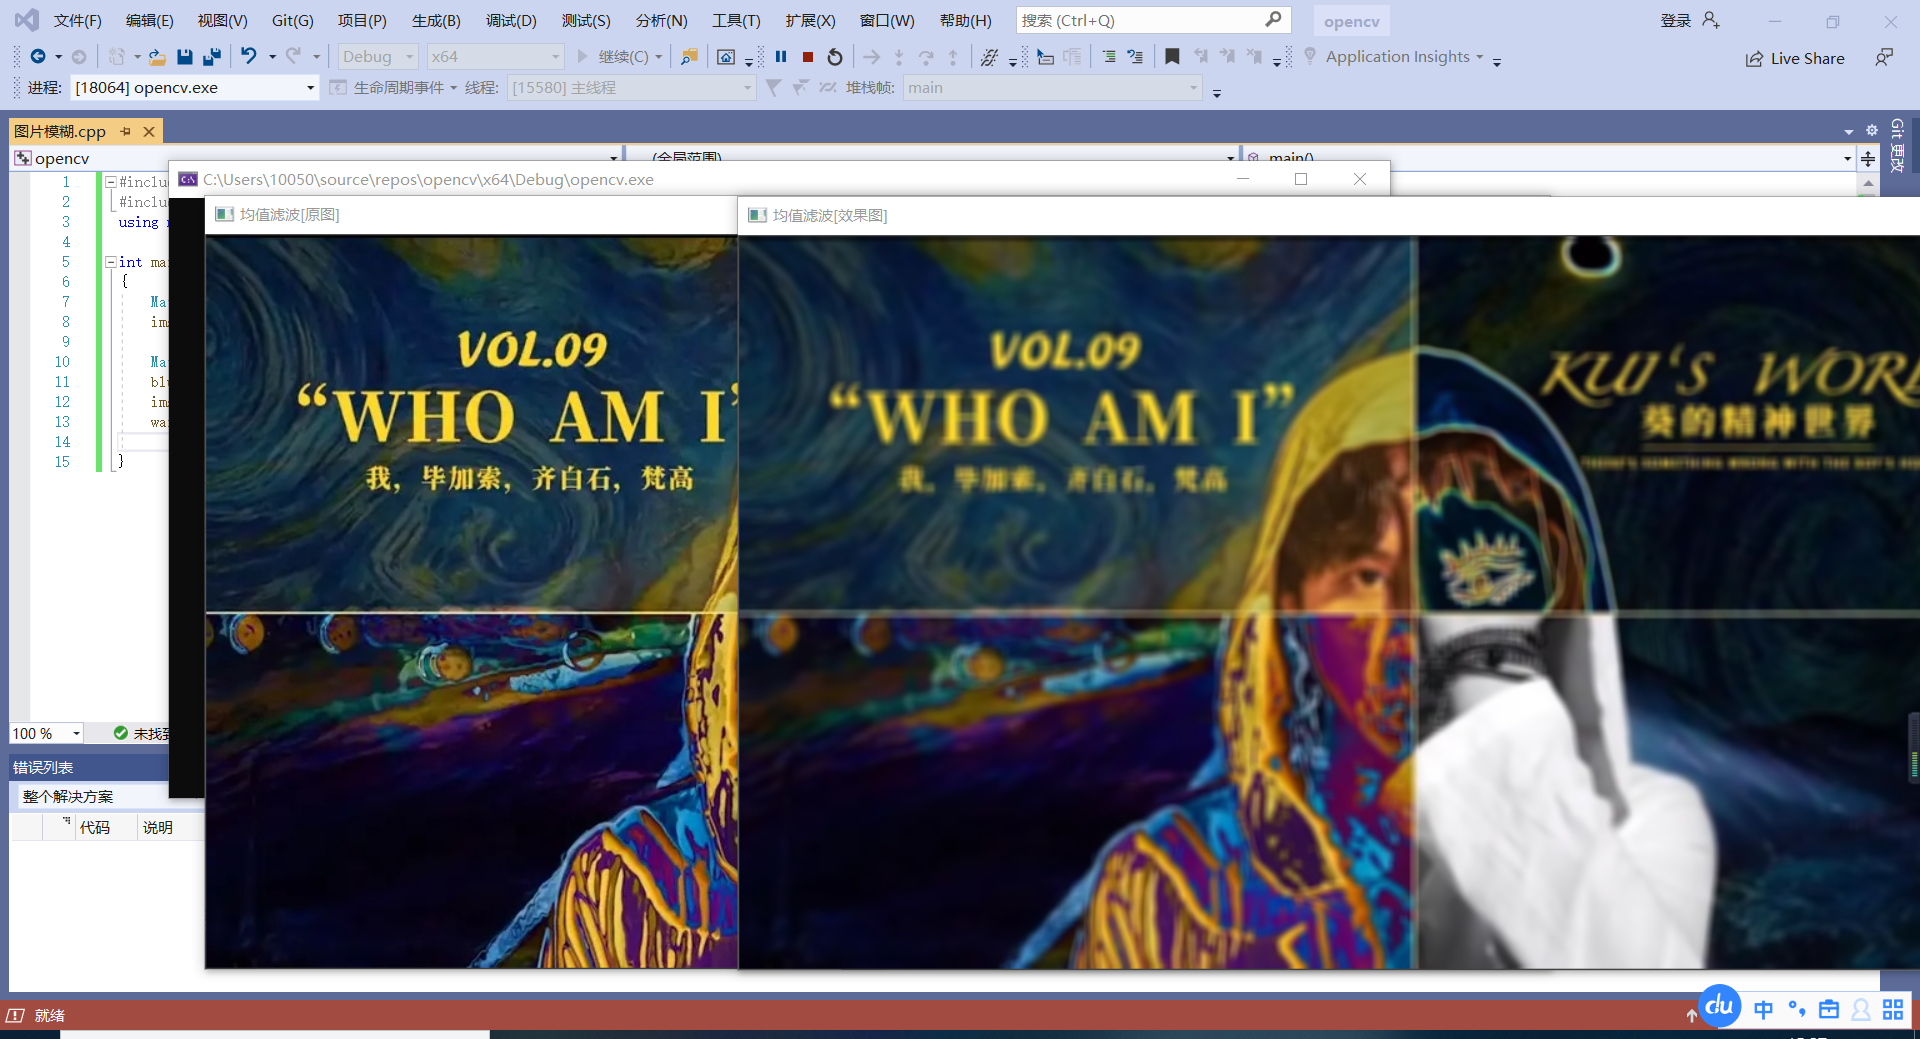 文件(F) 编辑(E) 视图(V) Git(G) 项目(P) 生成(B) 调试(D) 测试(S) 分析(N) 工具(T) 扩展(X) 窗口(W) 帮助(H) 搜索 (Ctrl+Q) opencv 登录
Debug x64 继续(C) Application Insights Live Share
进程: [18064] opencv.exe 生命周期事件 线程: [15580] 主线程 堆栈帧: main
图片模糊.cpp
Git 更改
opencv (全局范围) main()
C:\Users\10050\source\repos\opencv\x64\Debug\opencv.exe
均值滤波[原图]
均值滤波[效果图]
1 #inclu
2 #inclu
3 using
4
5 int ma
6 {
7 Ma
8 im
9
10 Ma
11 blu
12 im
13 wa
14
15 }
VOL.09
“WHO AM I”
我，毕加索，齐白石，梵高
VOL.09
“WHO AM I”
我，毕加索，齐白石，梵高
KUI'S WORL
葵的精神世界
THERE'S SOMETHING WRONG WITH THE
100 % 未找到
错误列表
整个解决方案
代码 说明
就绪
du 中